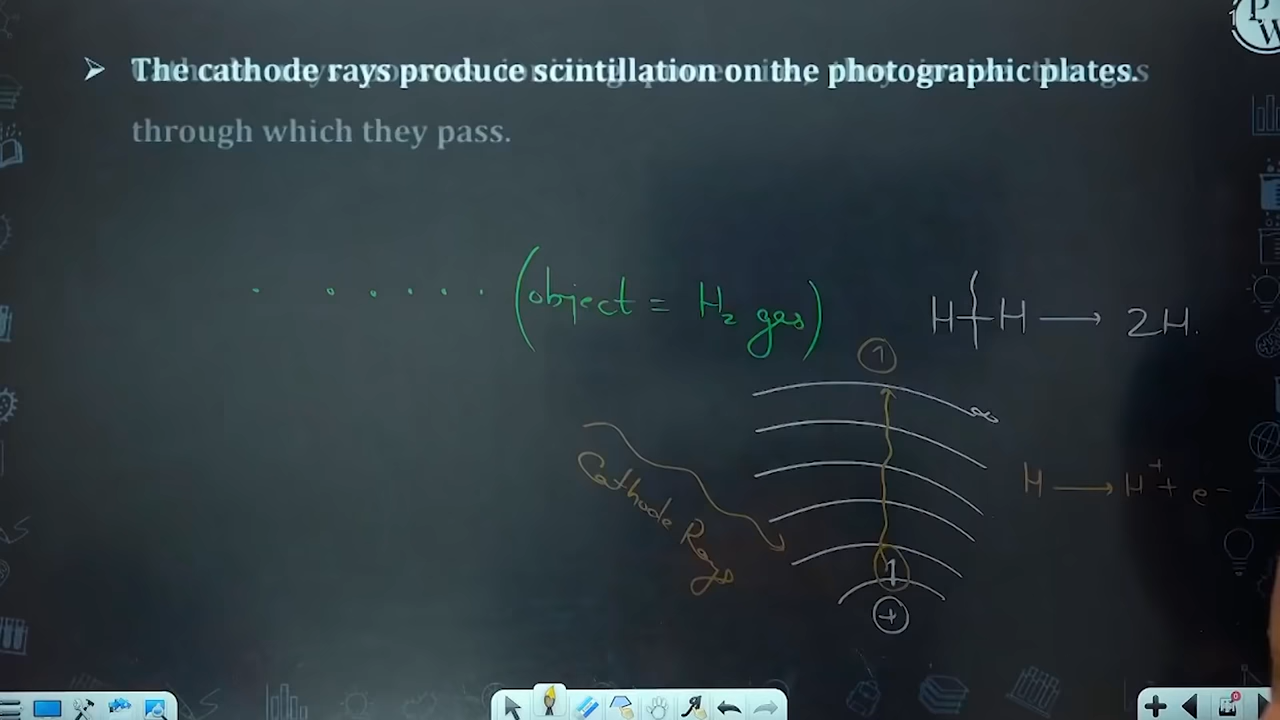 ➤ The cathode rays produce scintillation on the photographic plates.
through which they pass.
(object = H₂ gas)
H-H ⟶ 2H.
1
∞
Cathode Rays
H ⟶ H⁺ + e⁻
1
+
PW